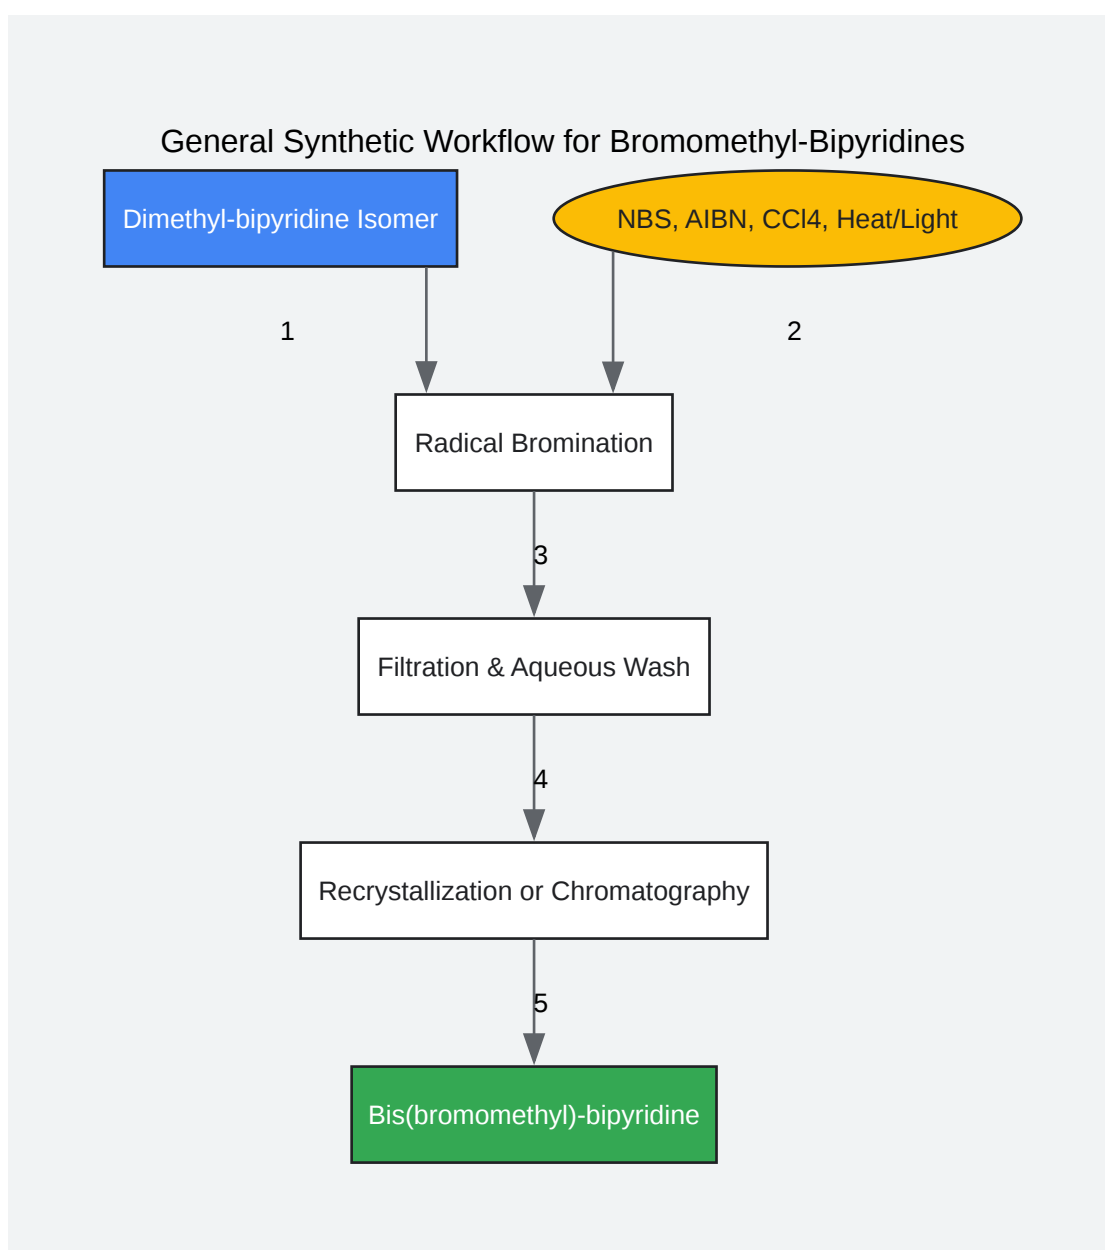 General Synthetic Workflow for Bromomethyl-Bipyridines
Dimethyl-bipyridine Isomer
NBS, AIBN, CCl4, Heat/Light
1
2
Radical Bromination
3
Filtration & Aqueous Wash
4
Recrystallization or Chromatography
5
Bis(bromomethyl)-bipyridine